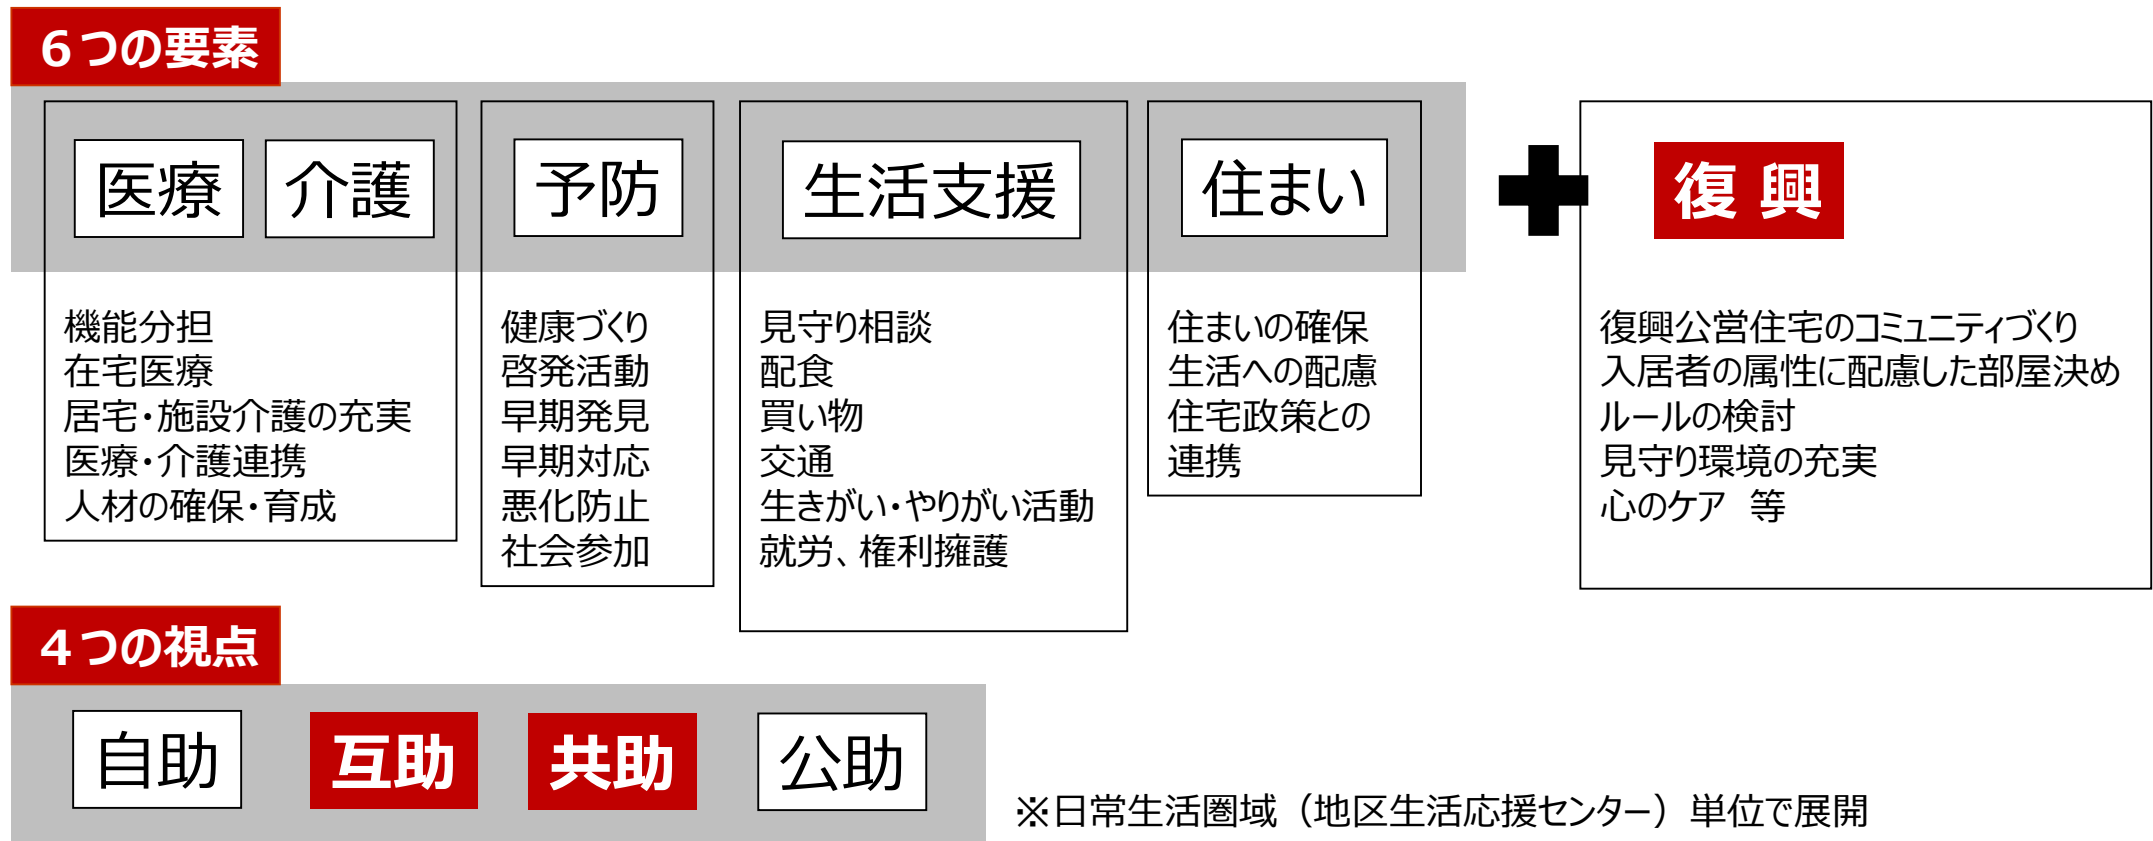 ６つの要素
医療
介護
予防
生活支援
住まい
復 興
機能分担
在宅医療
居宅・施設介護の充実
医療・介護連携
人材の確保・育成
健康づくり
啓発活動
早期発見
早期対応
悪化防止
社会参加
見守り相談
配食
買い物
交通
生きがい・やりがい活動
就労、権利擁護
住まいの確保
生活への配慮
住宅政策との
連携
復興公営住宅のコミュニティづくり
入居者の属性に配慮した部屋決め
ルールの検討
見守り環境の充実
心のケア　等
４つの視点
自助
互助
共助
公助
※日常生活圏域（地区生活応援センター）単位で展開